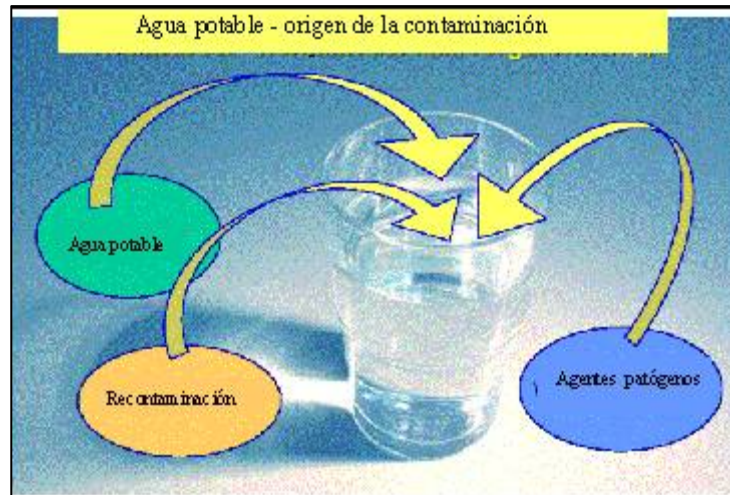 Agua potable - origen de la contaminación
Agua potable
Recontaminación
Agentes patógenos